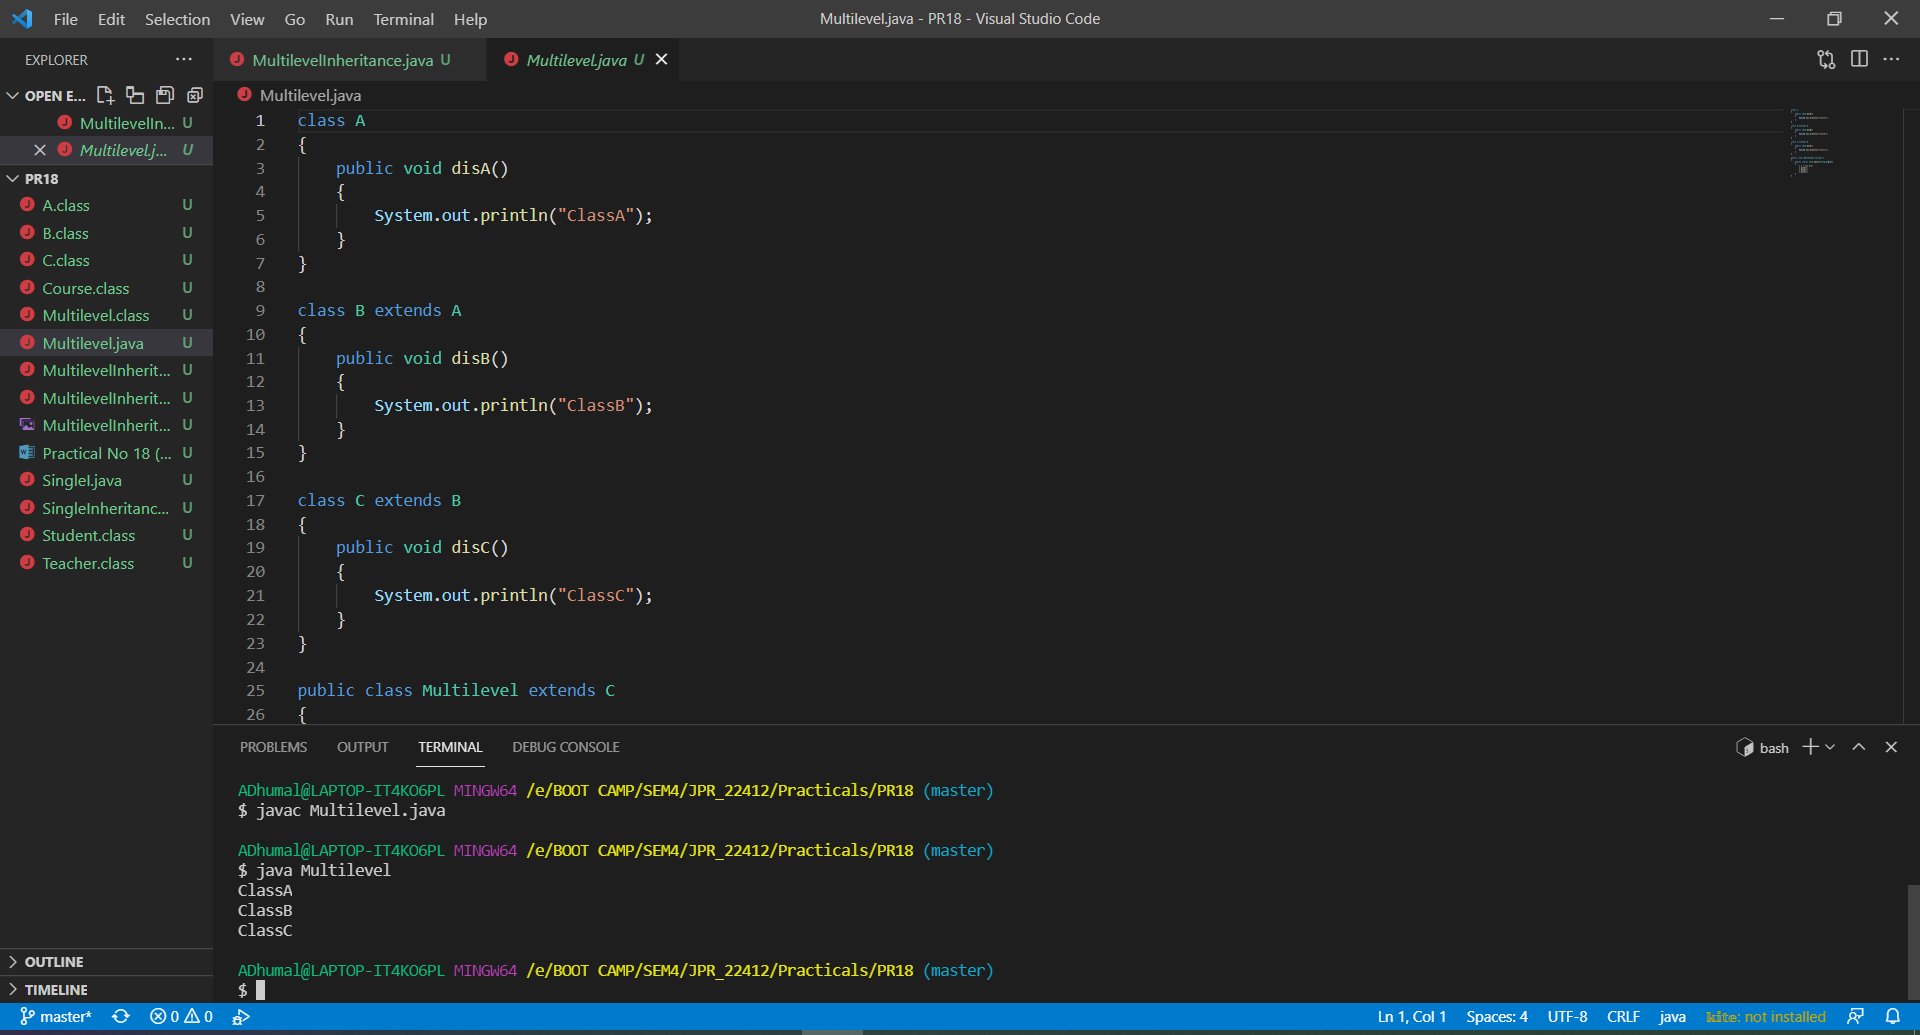 File Edit Selection View Go Run Terminal Help
Multilevel.java - PR18 - Visual Studio Code
EXPLORER
OPEN E...
MultilevelIn... U
Multilevel.j... U
PR18
A.class U
B.class U
C.class U
Course.class U
Multilevel.class U
Multilevel.java U
MultilevelInherit... U
MultilevelInherit... U
MultilevelInherit... U
Practical No 18 (... U
SingleI.java U
SingleInheritanc... U
Student.class U
Teacher.class U
OUTLINE
TIMELINE
MultilevelInheritance.java U
Multilevel.java U
Multilevel.java
1 class A
2 {
3 public void disA()
4 {
5 System.out.println("ClassA");
6 }
7 }
8
9 class B extends A
10 {
11 public void disB()
12 {
13 System.out.println("ClassB");
14 }
15 }
16
17 class C extends B
18 {
19 public void disC()
20 {
21 System.out.println("ClassC");
22 }
23 }
24
25 public class Multilevel extends C
26 {
PROBLEMS OUTPUT TERMINAL DEBUG CONSOLE
bash
ADhumal@LAPTOP-IT4KO6PL MINGW64 /e/BOOT CAMP/SEM4/JPR_22412/Practicals/PR18 (master)
$ javac Multilevel.java
ADhumal@LAPTOP-IT4KO6PL MINGW64 /e/BOOT CAMP/SEM4/JPR_22412/Practicals/PR18 (master)
$ java Multilevel
ClassA
ClassB
ClassC
ADhumal@LAPTOP-IT4KO6PL MINGW64 /e/BOOT CAMP/SEM4/JPR_22412/Practicals/PR18 (master)
$
master* 0 0
Ln 1, Col 1 Spaces: 4 UTF-8 CRLF java kite: not installed